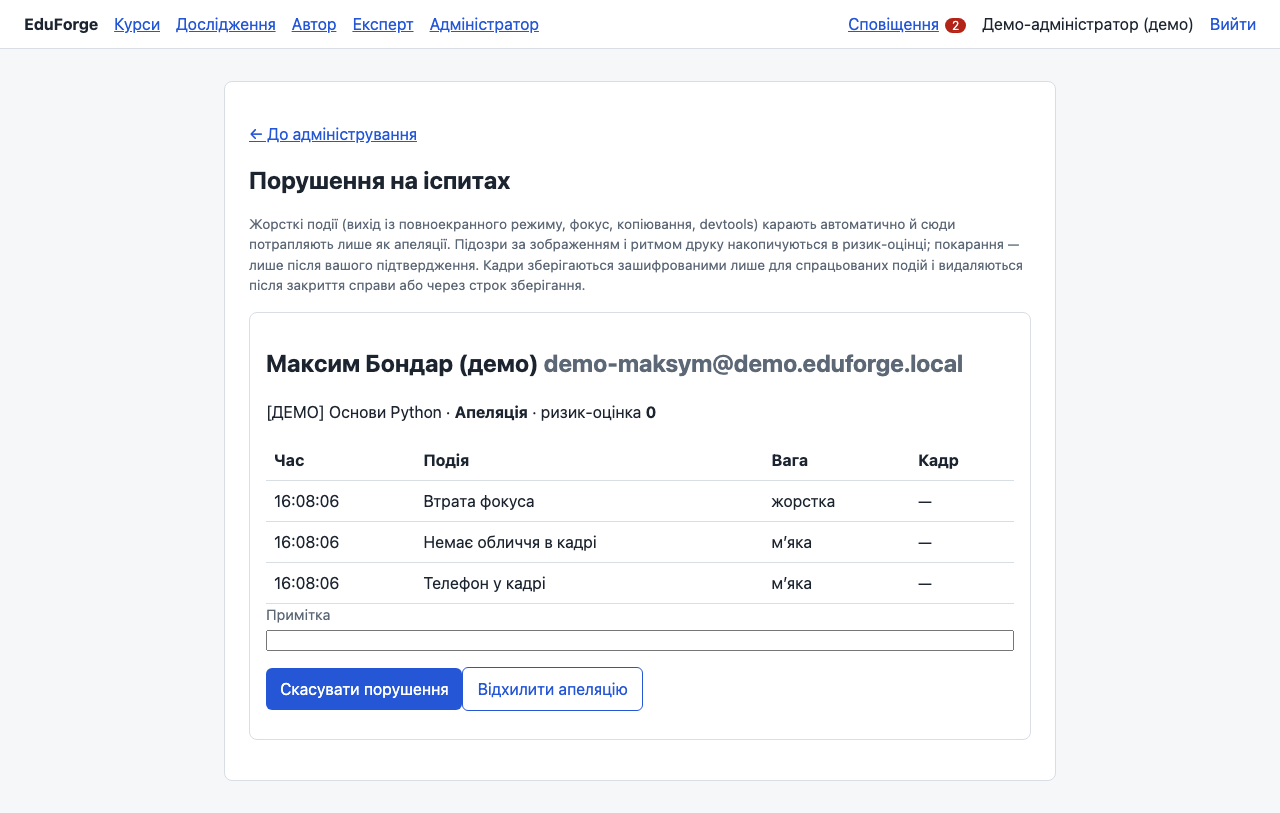 EduForge Курси Дослідження Автор Експерт Адміністратор Сповіщення 2 Демо-адміністратор (демо) Вийти
← До адміністрування
Порушення на іспитах
Жорсткі події (вихід із повноекранного режиму, фокус, копіювання, devtools) карають автоматично й сюди
потрапляють лише як апеляції. Підозри за зображенням і ритмом друку накопичуються в ризик-оцінці; покарання —
лише після вашого підтвердження. Кадри зберігаються зашифрованими лише для спрацьованих подій і видаляються
після закриття справи або через строк зберігання.
Максим Бондар (демо) demo-maksym@demo.eduforge.local
[ДЕМО] Основи Python · Апеляція · ризик-оцінка 0
Час Подія Вага Кадр
16:08:06 Втрата фокуса жорстка —
16:08:06 Немає обличчя в кадрі мʼяка —
16:08:06 Телефон у кадрі мʼяка —
Примітка
Скасувати порушення Відхилити апеляцію